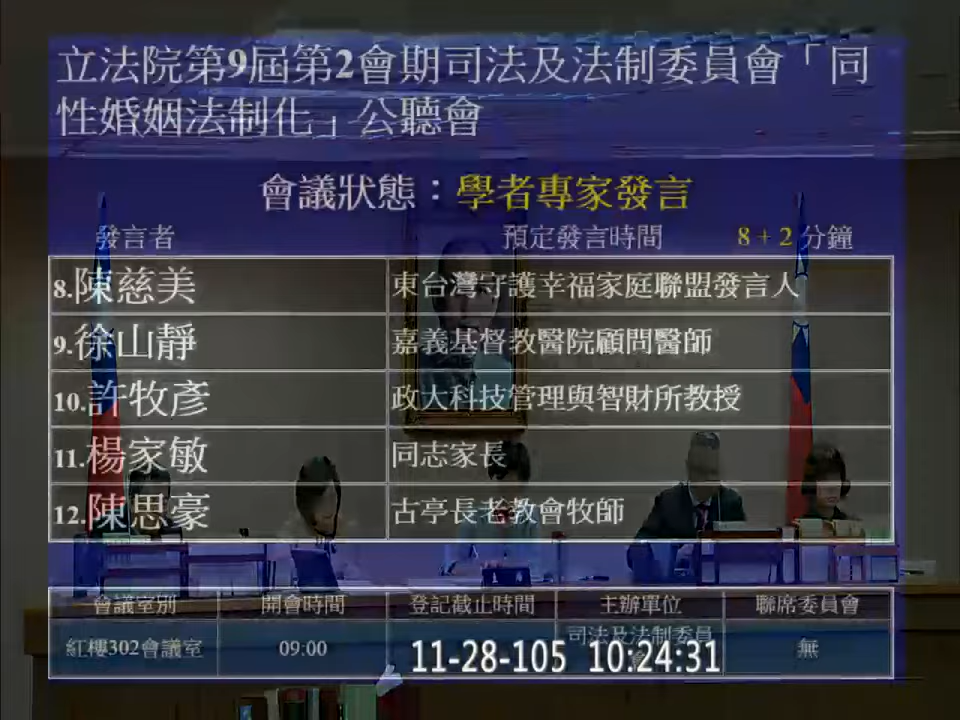 立法院第9屆第2會期司法及法制委員會「同
性婚姻法制化」公聽會
會議狀態：學者專家發言
發言者 預定發言時間 8 + 2 分鐘
8.陳慈美 東台灣守護幸福家庭聯盟發言人
9.徐山靜 嘉義基督教醫院顧問醫師
10.許牧彥 政大科技管理與智財所教授
11.楊家敏 同志家長
12.陳思豪 古亭長老教會牧師
會議室別 開會時間 登記截止時間 主辦單位 聯席委員會
紅樓302會議室 09:00 司法及法制委員 無
11-28-105 10:24:31